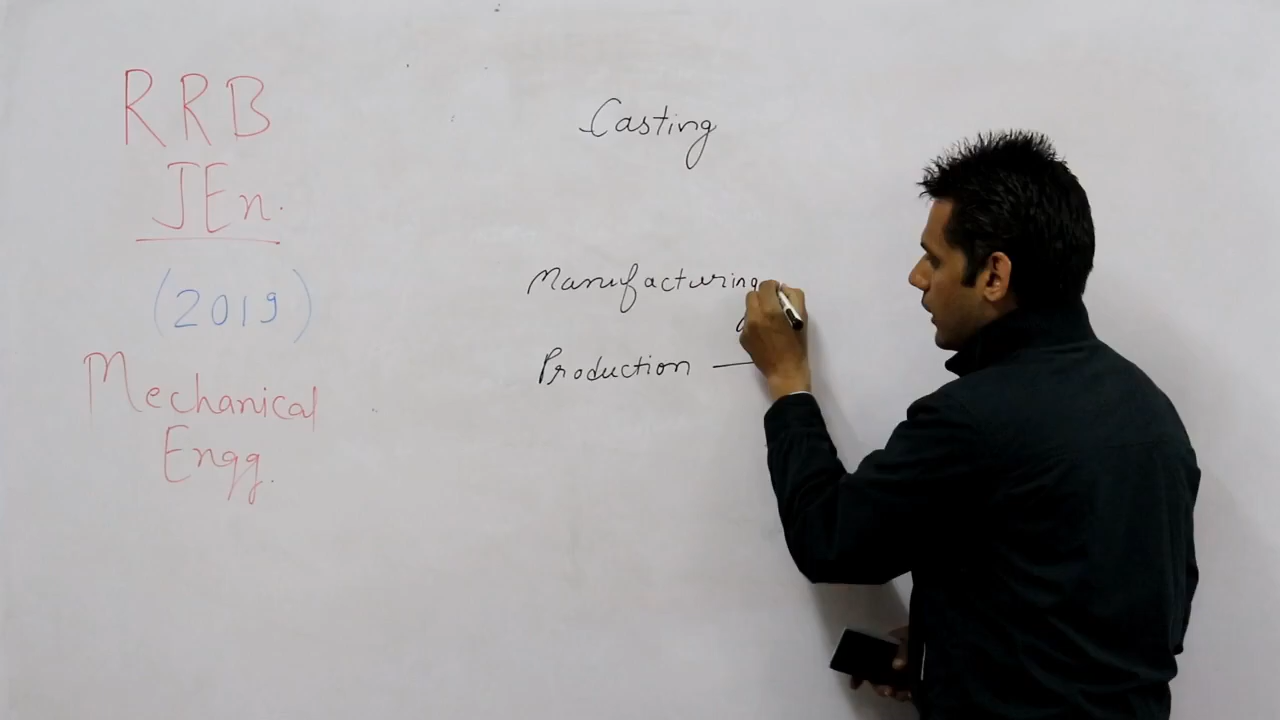 RRB
JEn.
(2019)
Mechanical
Engg.
Casting
Manufacturing
Production —